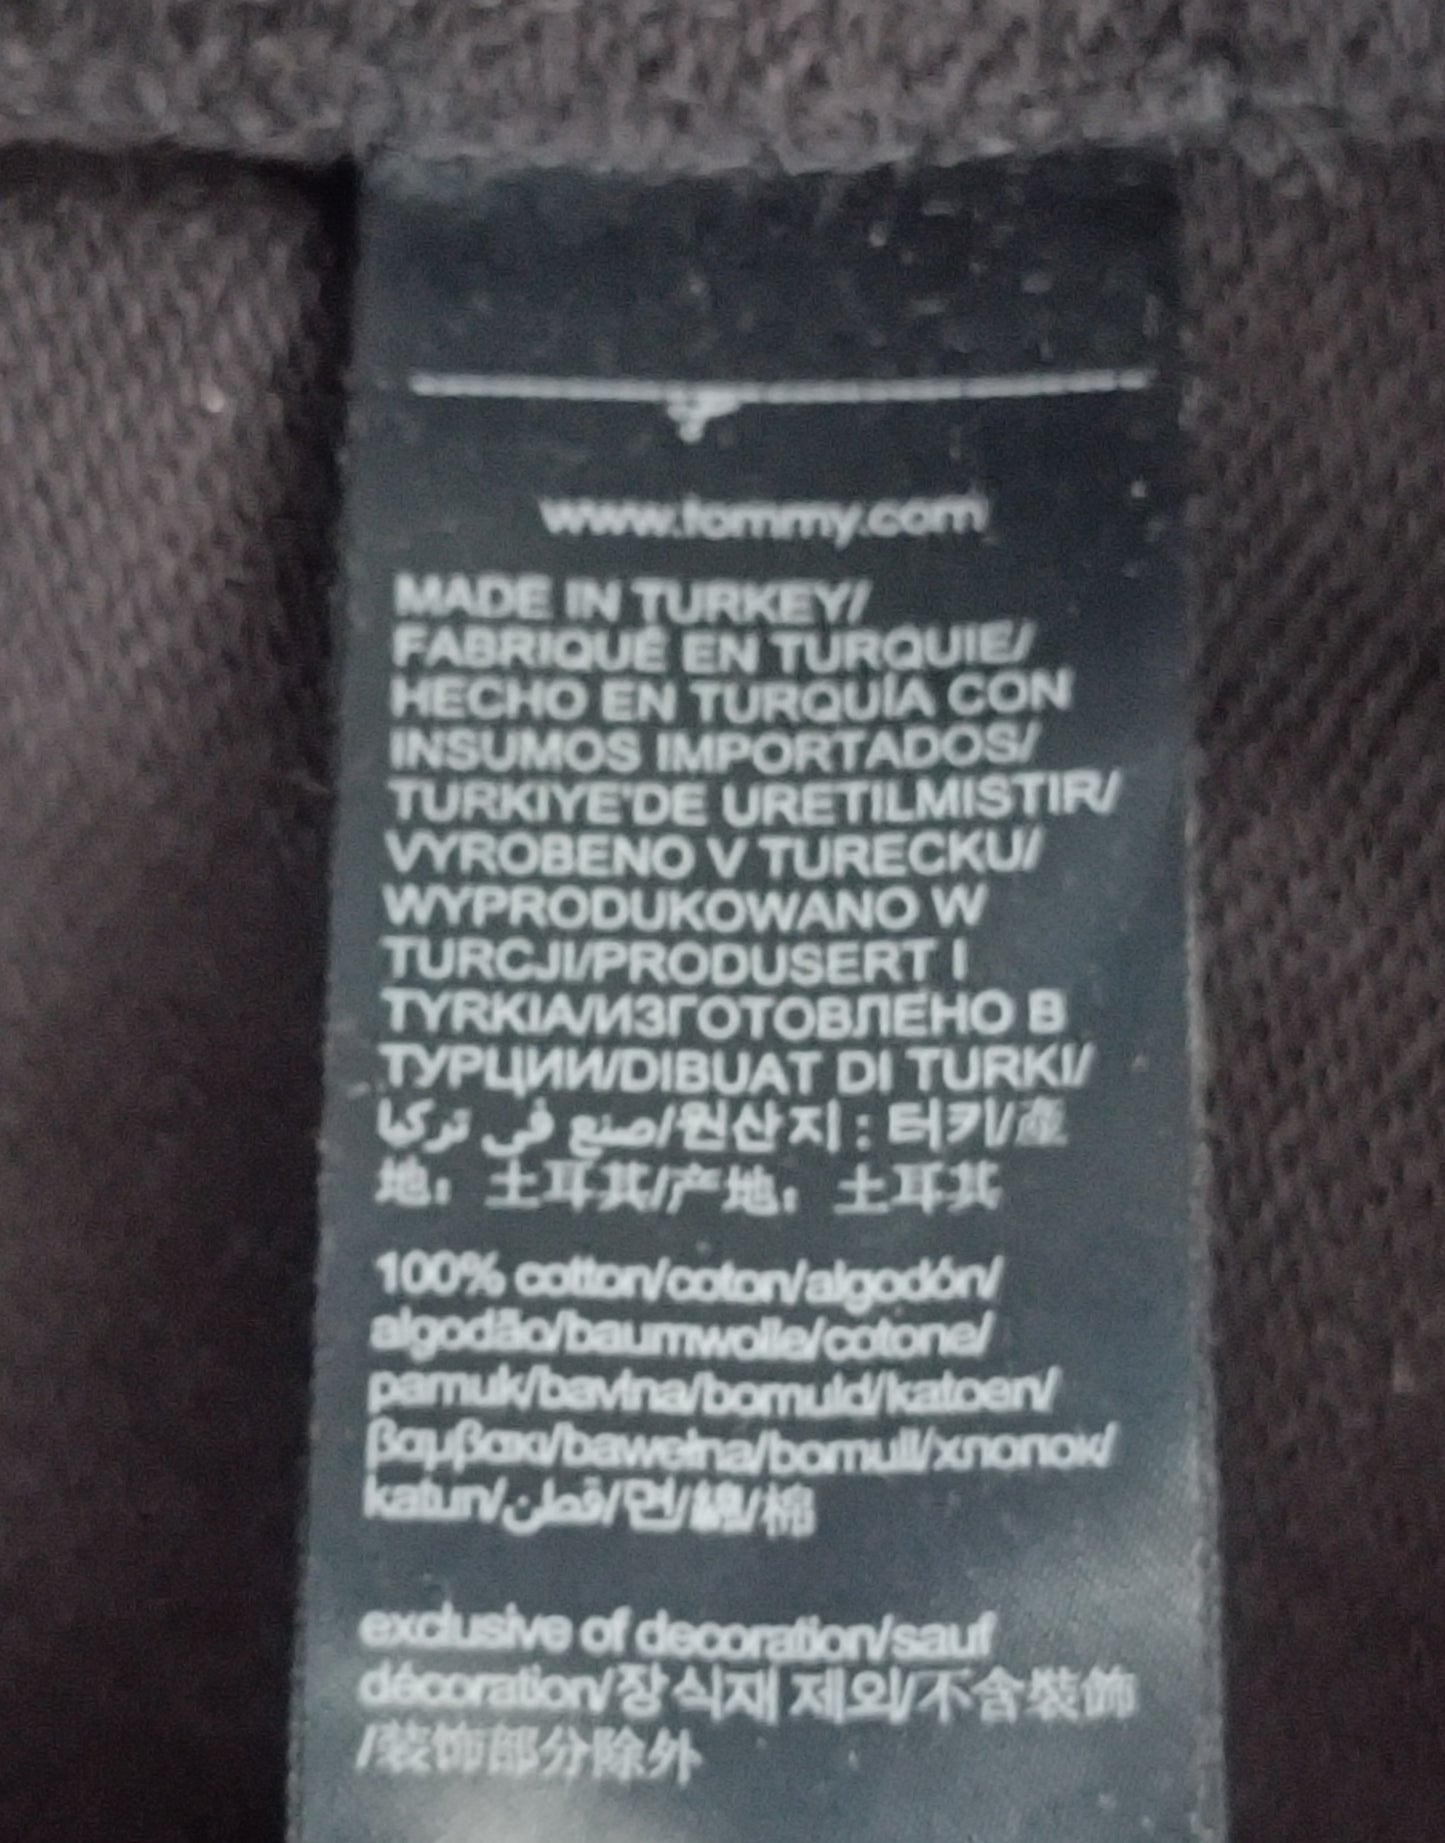 www.tommy.com
MADE IN TURKEY/
FABRIQUÉ EN TURQUIE/
HECHO EN TURQUÍA CON
INSUMOS IMPORTADOS/
TURKIYE'DE URETILMISTIR/
VYROBENO V TURECKU/
WYPRODUKOWANO W
TURCJI/PRODUSERT I
TYRKIA/ИЗГОТОВЛЕНО В
ТУРЦИИ/DIBUAT DI TURKI/
صنع في تركيا/원산지 : 터키/產
地：土耳其/产地：土耳其
100% cotton/coton/algodón/
algodão/baumwolle/cotone/
pamuk/bavlna/bomuld/katoen/
βαμβακι/bawełna/bomull/хлопок/
katun/قطن/면/綿/棉
exclusive of decoration/sauf
décoration/장식재 제외/不含裝飾
/装饰部分除外